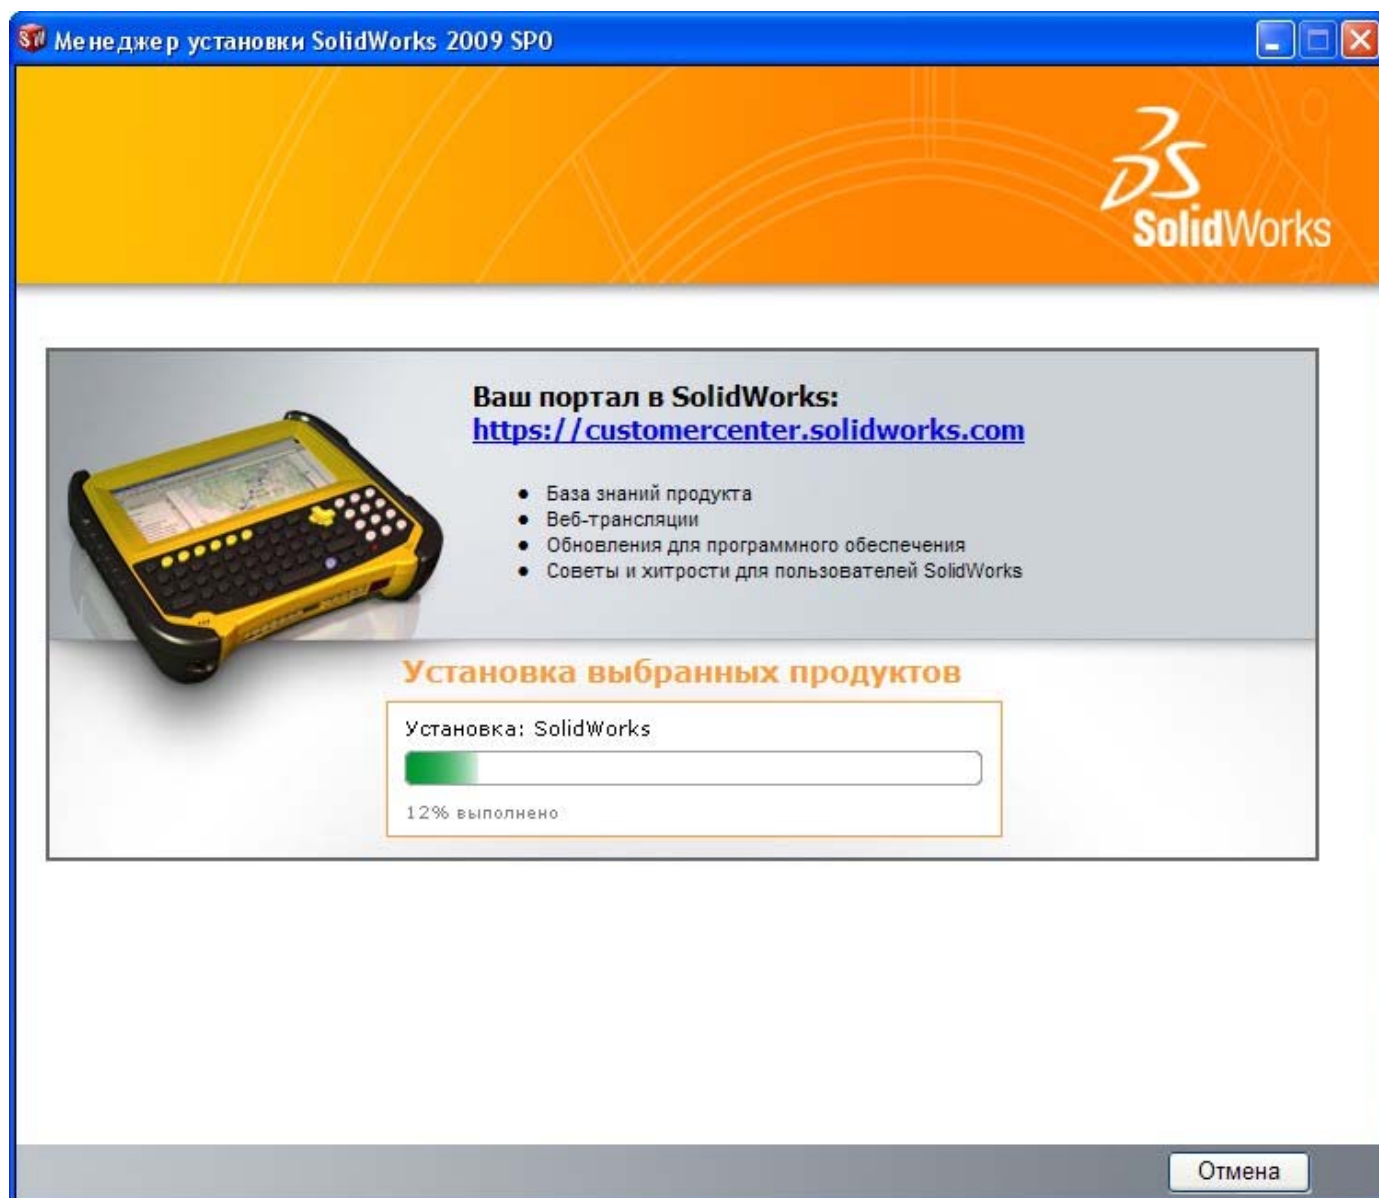 Менеджер установки SolidWorks 2009 SP0
SolidWorks
Ваш портал в SolidWorks:
https://customercenter.solidworks.com
База знаний продукта
Веб-трансляции
Обновления для программного обеспечения
Советы и хитрости для пользователей SolidWorks
Установка выбранных продуктов
Установка: SolidWorks
12% выполнено
Отмена